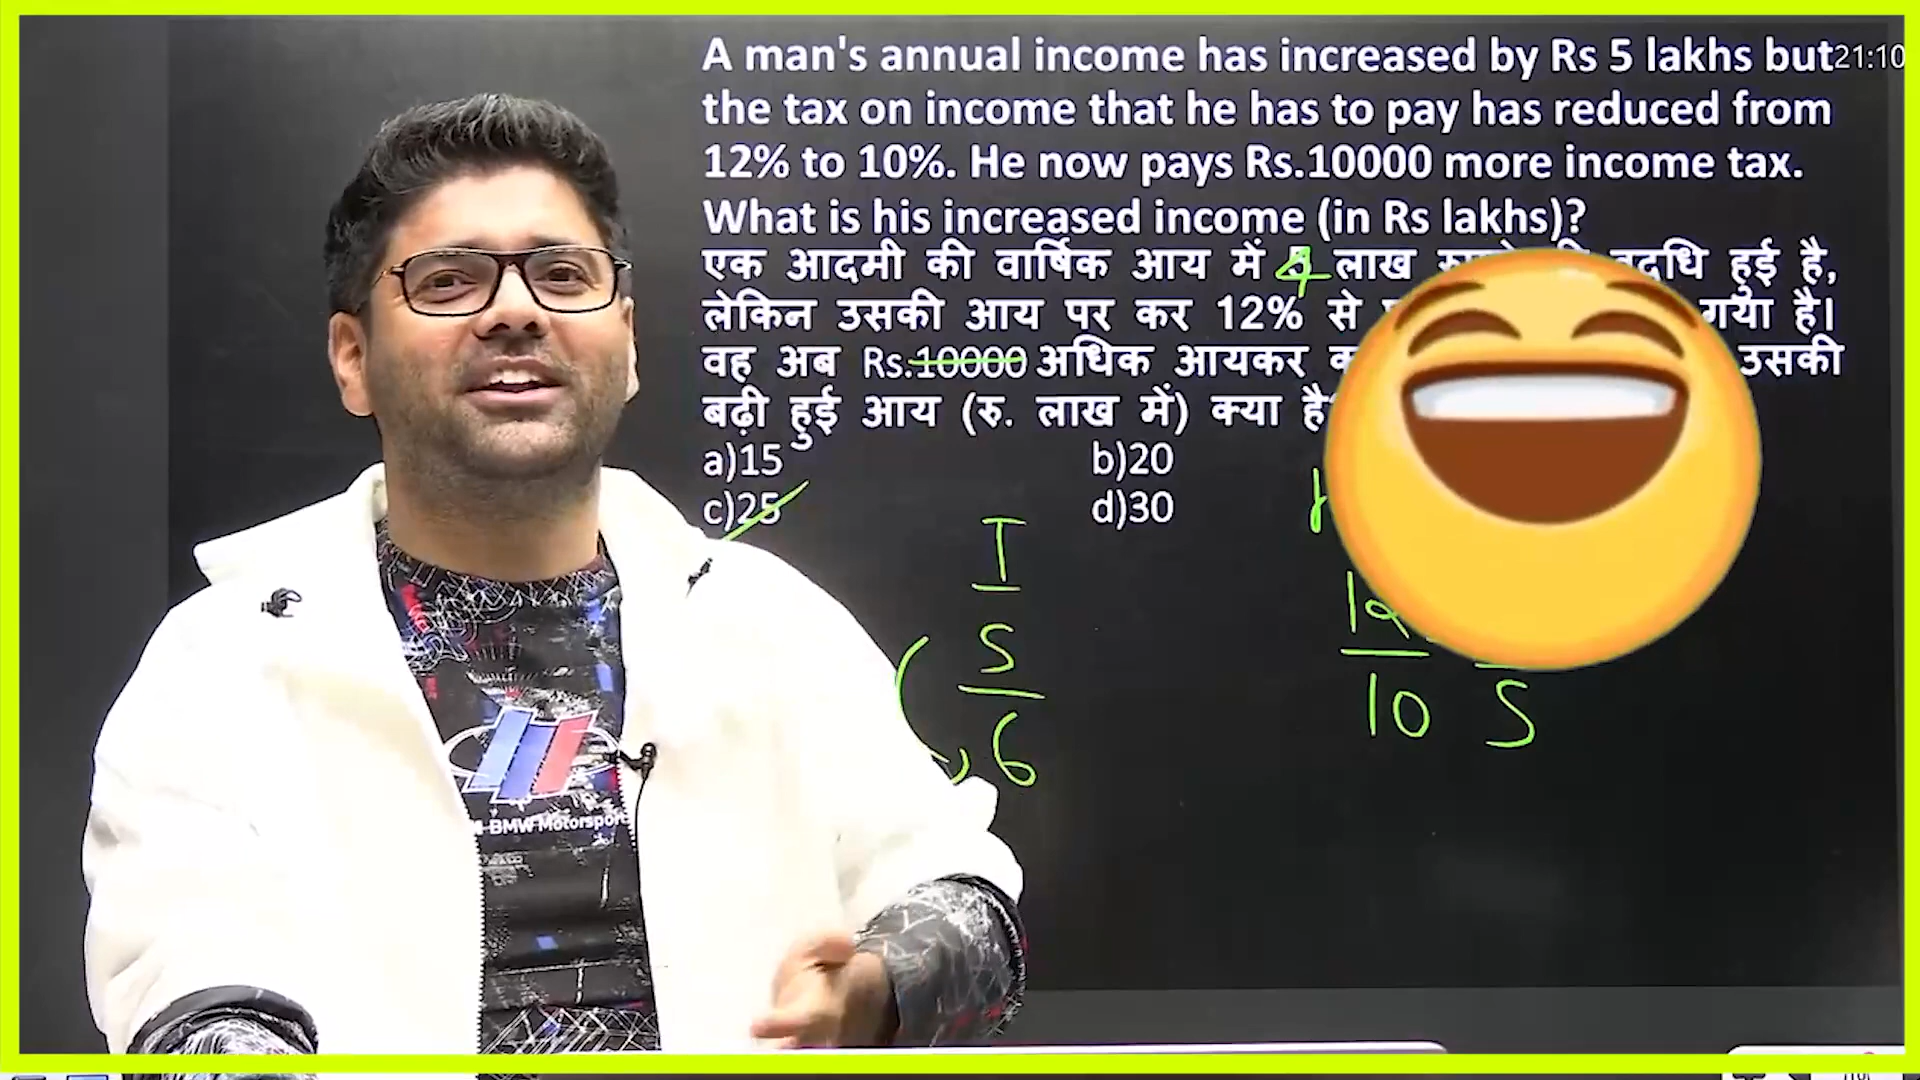 A man's annual income has increased by Rs 5 lakhs but
21:10
the tax on income that he has to pay has reduced from
12% to 10%. He now pays Rs.10000 more income tax.
What is his increased income (in Rs lakhs)?
एक आदमी की वार्षिक आय में 4 लाख वृद्धि हुई है,
लेकिन उसकी आय पर कर 12% से गया है।
वह अब Rs.10000 अधिक आयकर उसकी
बढ़ी हुई आय (रु. लाख में) क्या है
a)15 b)20
c)25 d)30
I
5 12
6 10 5
BMW Motorsport